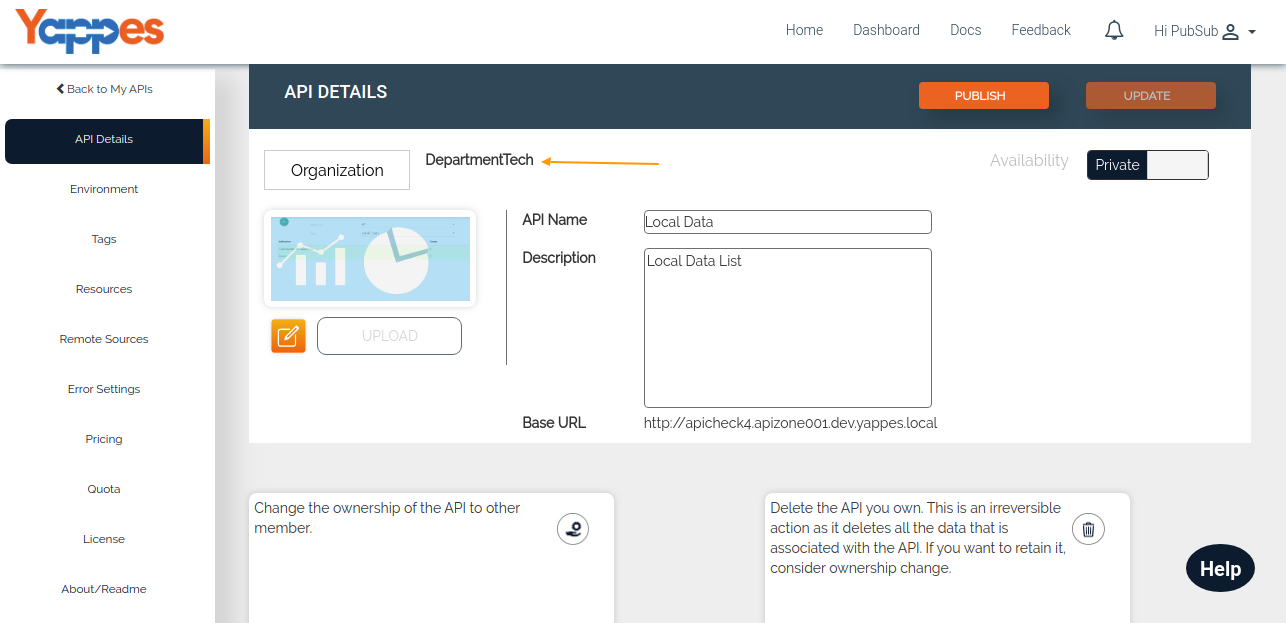 Yappes
Home Dashboard Docs Feedback Hi PubSub
Back to My APIs
API Details
Environment
Tags
Resources
Remote Sources
Error Settings
Pricing
Quota
License
About/Readme
API DETAILS
PUBLISH UPDATE
Organization DepartmentTech
Availability Private
UPLOAD
API Name Local Data
Description Local Data List
Base URL http://apicheck4.apizone001.dev.yappes.local
Change the ownership of the API to other
member.
Delete the API you own. This is an irreversible
action as it deletes all the data that is
associated with the API. If you want to retain it,
consider ownership change.
Help